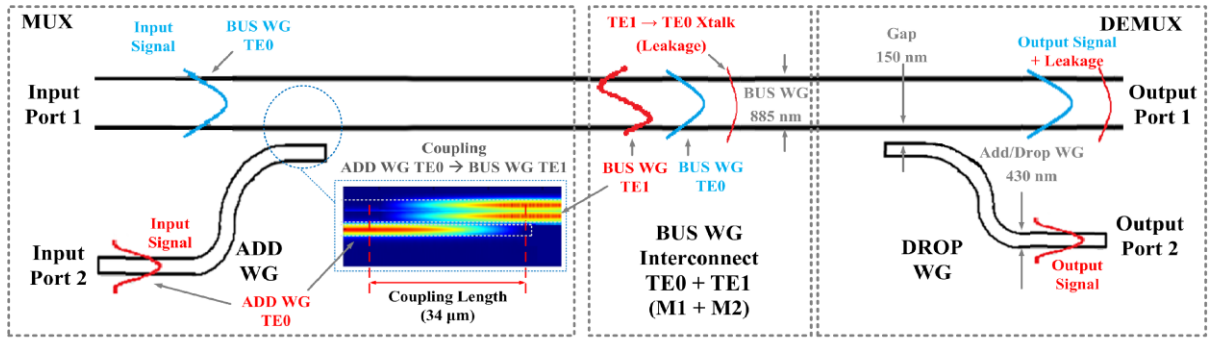 MUX
Input
Signal
BUS WG
TE0
Input
Port 1
Coupling
ADD WG TE0 → BUS WG TE1
Input
Port 2
Input
Signal
ADD
WG
ADD WG
TE0
Coupling Length
(34 μm)
TE1 → TE0 Xtalk
(Leakage)
BUS WG
885 nm
BUS WG
TE1
BUS WG
TE0
BUS WG
Interconnect
TE0 + TE1
(M1 + M2)
DEMUX
Gap
150 nm
Output Signal
+ Leakage
Output
Port 1
Add/Drop WG
430 nm
DROP
WG
Output
Port 2
Output
Signal